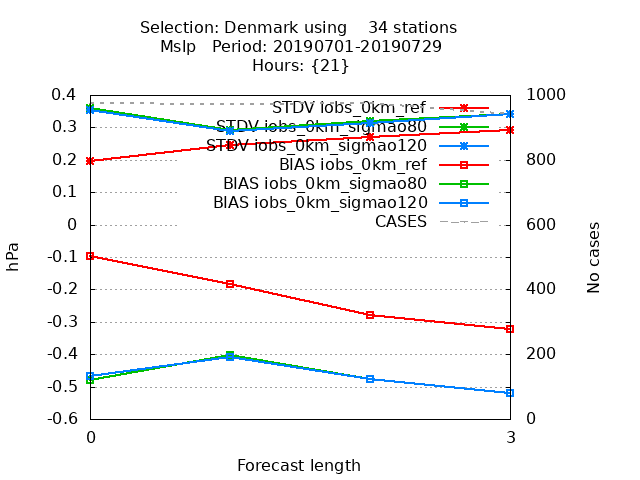 Selection: Denmark using 34 stations
Mslp Period: 20190701-20190729
Hours: {21}
0.4
0.3
0.2
0.1
0
-0.1
-0.2
-0.3
-0.4
-0.5
-0.6
hPa
STDV iobs_0km_ref
STDV iobs_0km_sigmao80
STDV iobs_0km_sigmao120
BIAS iobs_0km_ref
BIAS iobs_0km_sigmao80
BIAS iobs_0km_sigmao120
CASES
1000
800
600
400
200
0
No cases
0 3
Forecast length